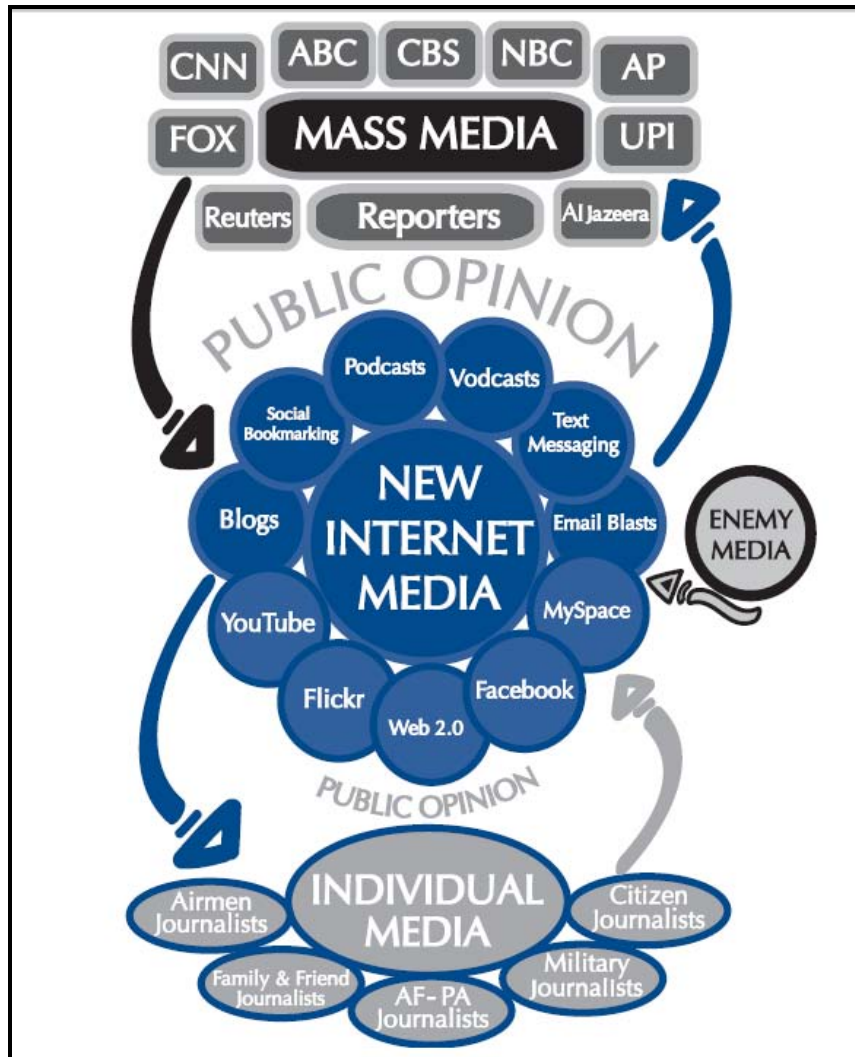 CNN
ABC
CBS
NBC
AP
FOX
MASS MEDIA
UPI
Reuters
Reporters
Al Jazeera
PUBLIC OPINION
Podcasts
Vodcasts
Social
Bookmarking
Text
Messaging
Blogs
NEW
INTERNET
MEDIA
Email Blasts
ENEMY
MEDIA
YouTube
MySpace
Flickr
Web 2.0
Facebook
PUBLIC OPINION
INDIVIDUAL
MEDIA
Airmen
Journalists
Citizen
Journalists
Family & Friend
Journalists
AF-PA
Journalists
Military
Journalists